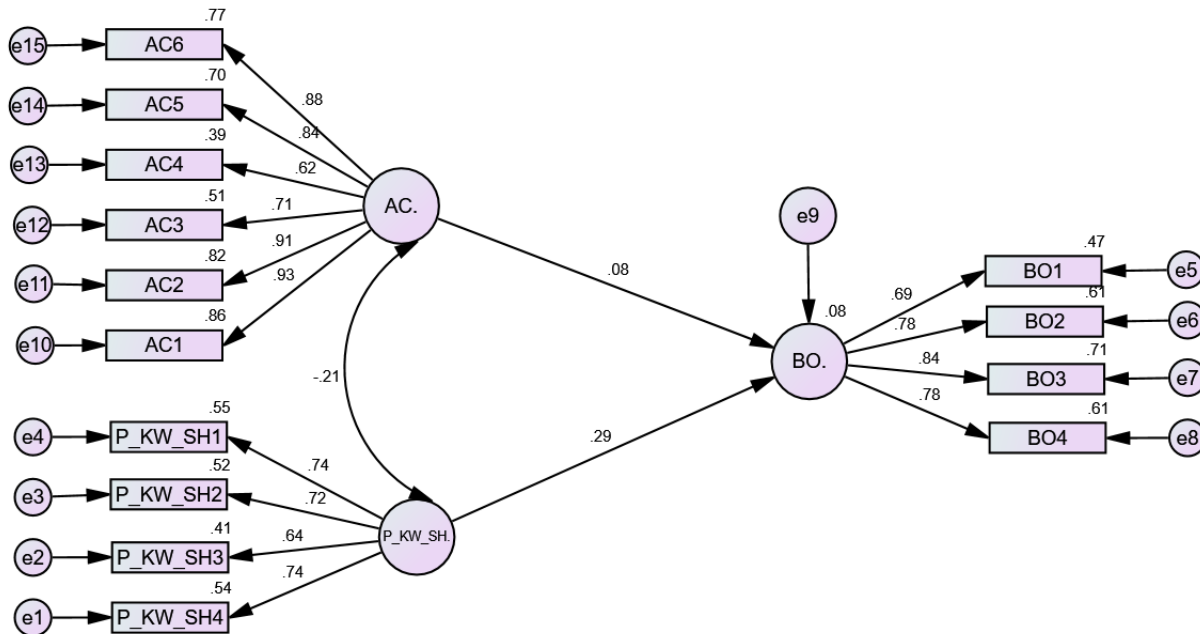 .77
e15
AC6
.70
e14
AC5
.88
.84
.39
e13
AC4
.62
.51
e12
AC3
.71
AC.
.82
e11
AC2
.91
.93
.86
e10
AC1
-.21
.08
e9
.08
BO.
.47
BO1
e5
.69
.61
BO2
e6
.78
.71
BO3
e7
.84
.61
BO4
e8
.78
.29
.55
e4
P_KW_SH1
.74
.52
e3
P_KW_SH2
.72
.41
e2
P_KW_SH3
.64
P_KW_SH.
.54
e1
P_KW_SH4
.74